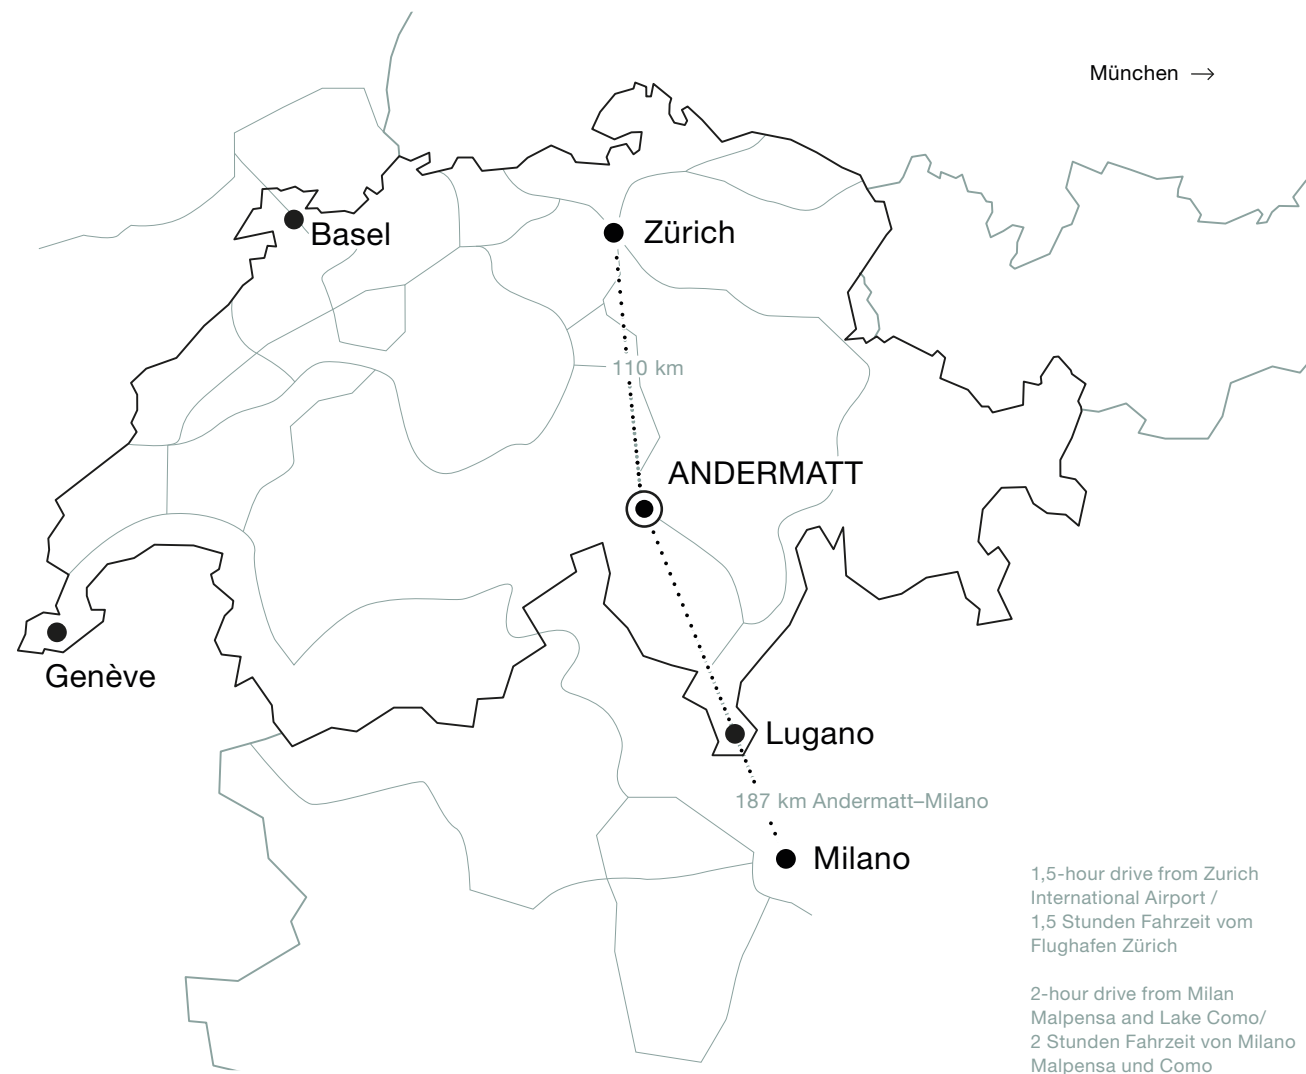 München →
Basel
Zürich
110 km
ANDERMATT
Genève
Lugano
187 km Andermatt–Milano
Milano
1,5-hour drive from Zurich
International Airport /
1,5 Stunden Fahrzeit vom
Flughafen Zürich
2-hour drive from Milan
Malpensa and Lake Como/
2 Stunden Fahrzeit von Milano
Malpensa und Como